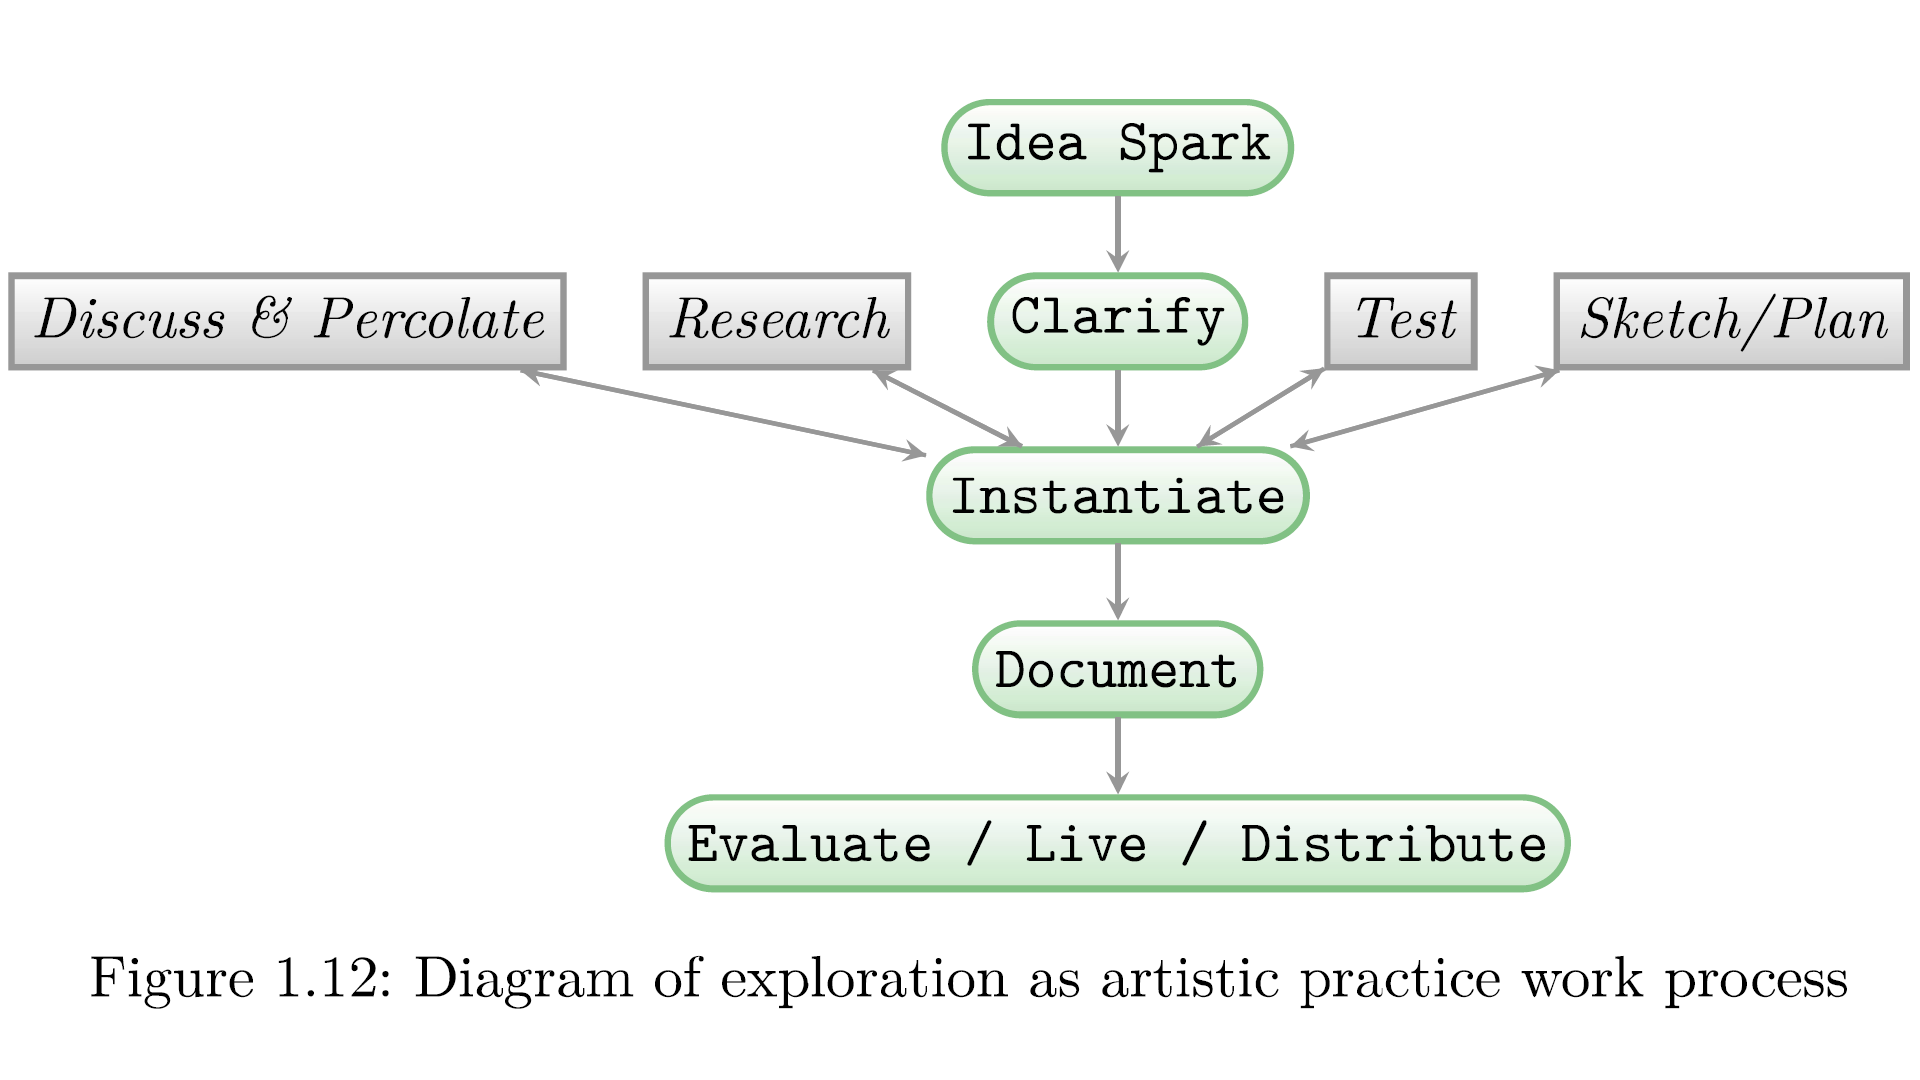 Idea Spark
Discuss & Percolate
Research
Clarify
Test
Sketch/Plan
Instantiate
Document
Evaluate / Live / Distribute
Figure 1.12: Diagram of exploration as artistic practice work process